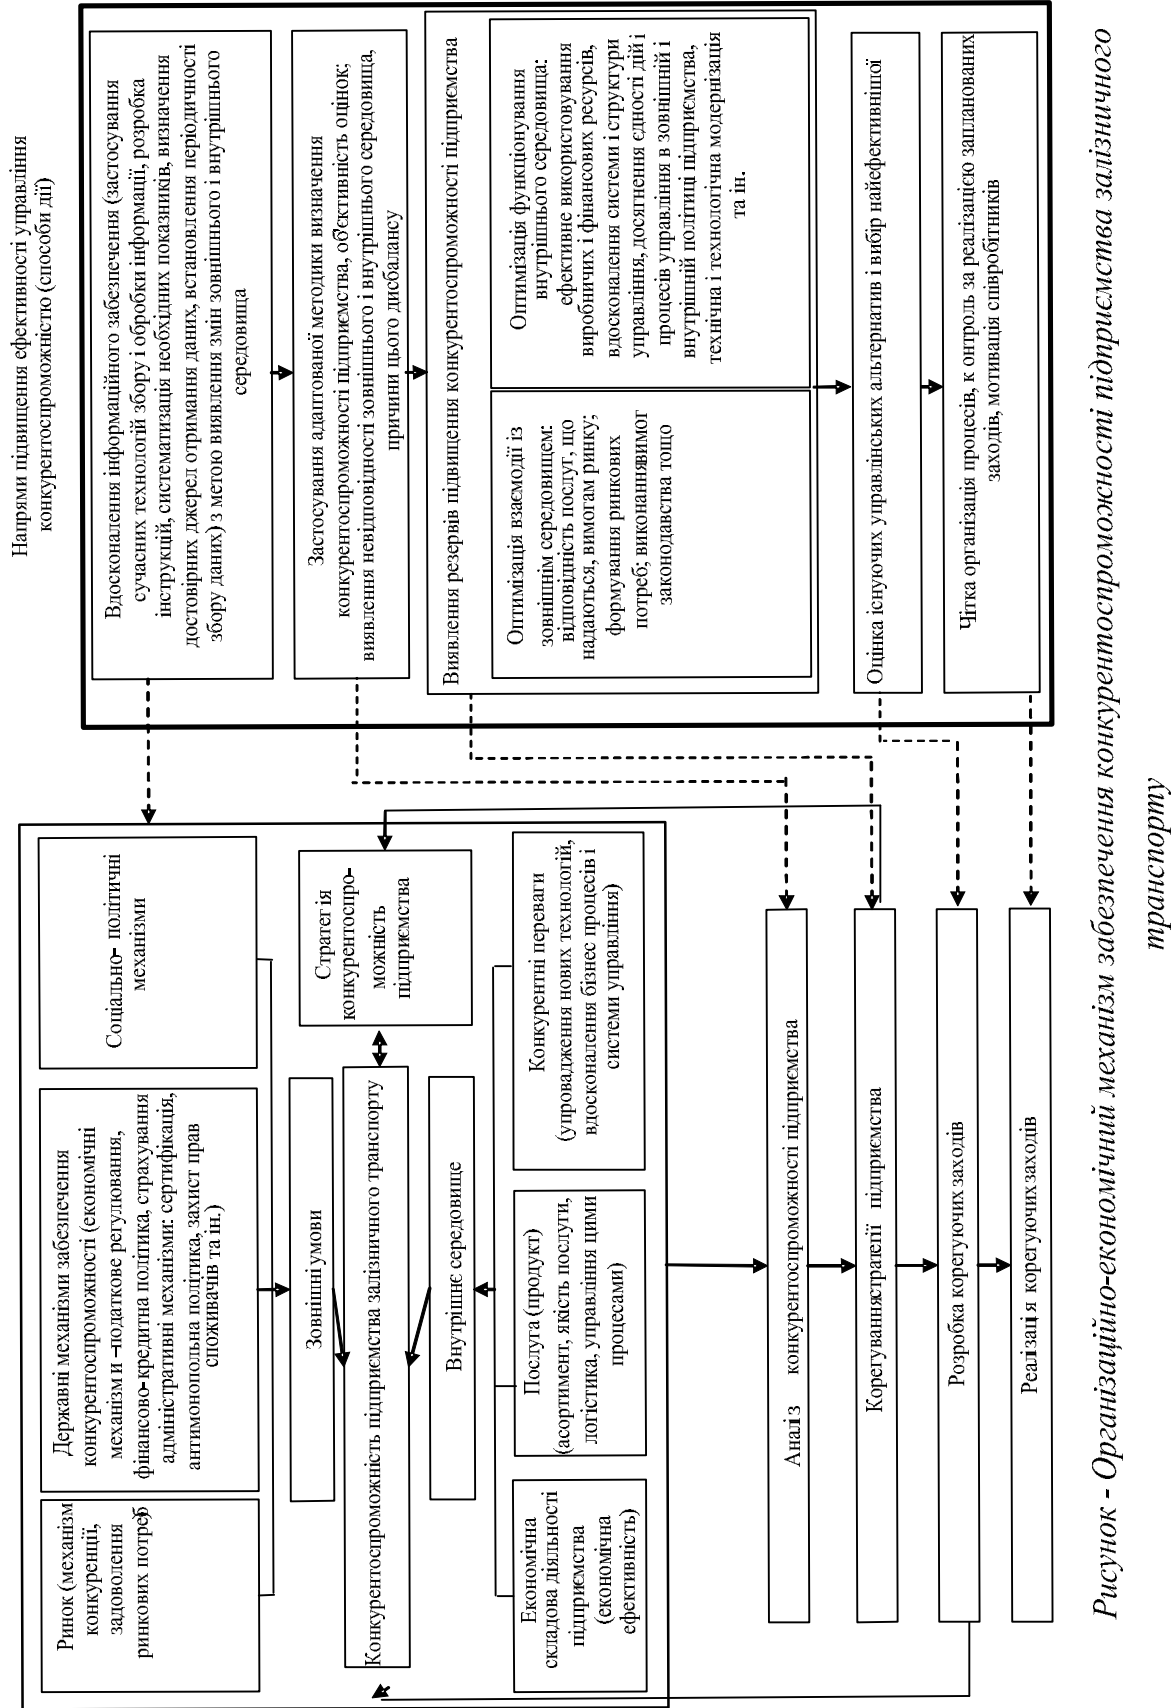 Напрями підвищення ефективності управління
конкурентоспроможністю (способи дії)
Ринок (механізм
конкуренції,
задоволення
ринкових потреб)
Державні механізми забезпечення
конкурентоспроможності (економічні
механізм и –податкове регулювання,
фінансово-кредитна політика, страхування
адміністративні механізми: сертифікація,
антимонопольна політика, захист прав
споживачів та ін.)
Соціально- політичні
механізми
Зовнішні умови
Конкурентоспроможність підприємства залізничного транспорту
Внутрішнє середовище
Стратегія
конкурентоспро-
можність
підприємства
Економічна
складова діяльності
підприємства
(економічна
ефективність)
Послуга (продукт)
(асортимент, якість послуги,
логістика, управління цими
процесами)
Конкурентні переваги
(упровадження нових технологій,
вдосконалення бізнес процесів і
системи управління)
Аналіз конкурентоспроможності підприємства
Корегування стратегії підприємства
Розробка корегуючих заходів
Реалізація корегуючих заходів
Вдосконалення інформаційного забезпечення (застосування
сучасних технологій збору і обробки інформації, розробка
інструкцій, систематизація необхідних показників, визначення
достовірних джерел отримання даних, встановлення періодичності
збору даних) з метою виявлення змін зовнішнього і внутрішнього
середовища
Застосування адаптованої методики визначення
конкурентоспроможності підприємства, об'єктивність оцінок;
виявлення невідповідності зовнішнього і внутрішнього середовища,
причини цього дисбалансу
Виявлення резервів підвищення конкурентоспроможності підприємства
Оптимізація взаємодії із
зовнішнім середовищем:
відповідність послуг, що
надаються, вимогам ринку;
формування ринкових
потреб; виконання вимог
законодавства тощо
Оптимізація функціонування
внутрішнього середовища:
ефективне використовування
виробничих і фінансових ресурсів,
вдосконалення системи і структури
управління, досягнення єдності дій і
процесів управління в зовнішній і
внутрішній політиці підприємства,
технічна і технологічна модернізація
та ін.
Оцінка існуючих управлінських альтернатив і вибір найефективнішої
Чітка організація процесів, к онтроль за реалізацією запланованих
заходів, мотивація співробітників
Рисунок - Організаційно-економічний механізм забезпечення конкурентоспроможності підприємства залізничного
транспорту